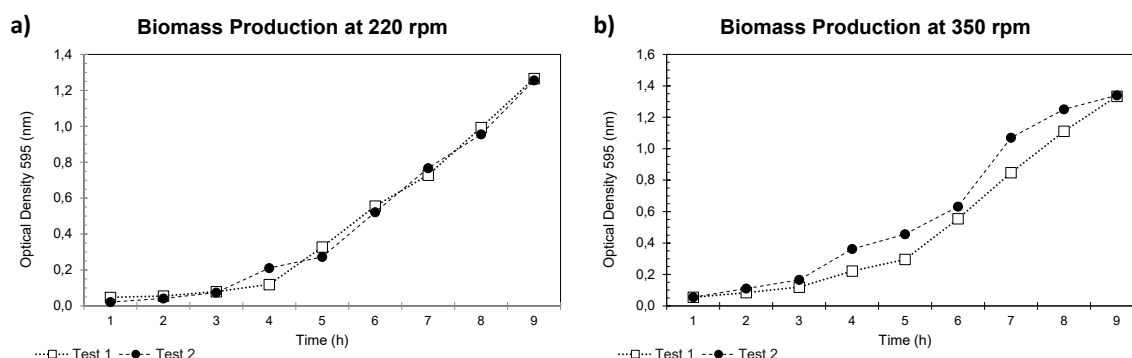 a) Biomass Production at 220 rpm
1,4
1,2
1,0
0,8
0,6
0,4
0,2
0,0
Optical Density 595 (nm)
1 2 3 4 5 6 7 8 9
Time (h)
Test 1 Test 2
b) Biomass Production at 350 rpm
1,6
1,4
1,2
1,0
0,8
0,6
0,4
0,2
0,0
Optical Density 595 (nm)
1 2 3 4 5 6 7 8 9
Time (h)
Test 1 Test 2